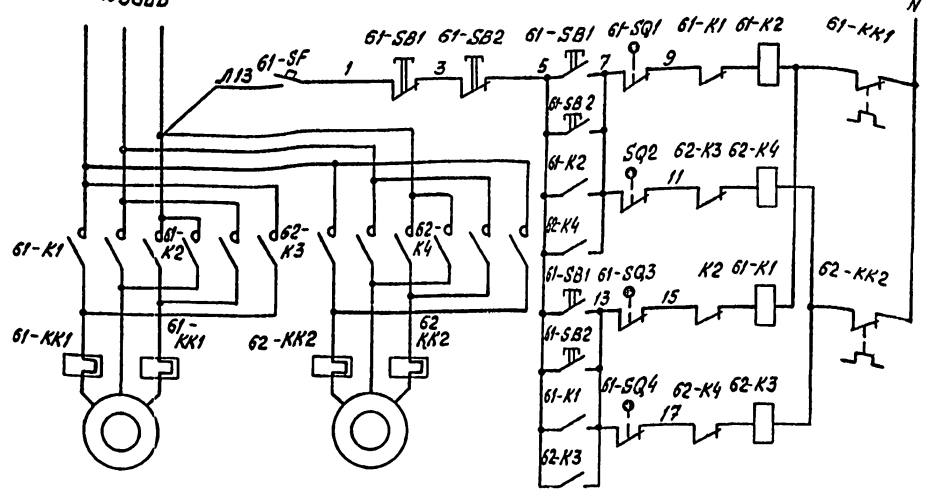 N
61-SF
Л13
1
61-SB1
3
61-SB2
5
61-SB1
7
61-SQ1
9
61-K1
61-K2
61-KK1
61-SB2
61-K2
SQ2
11
62-K3
62-K4
62-K4
61-K1
61-K2
62-K3
62-K4
61-SB1
13
61-SQ3
15
K2
61-K1
62-KK2
61-SB2
61-KK1
61-KK1
62-KK2
62 KK2
61-K1
61-SQ4
17
62-K4
62-K3
62-K3